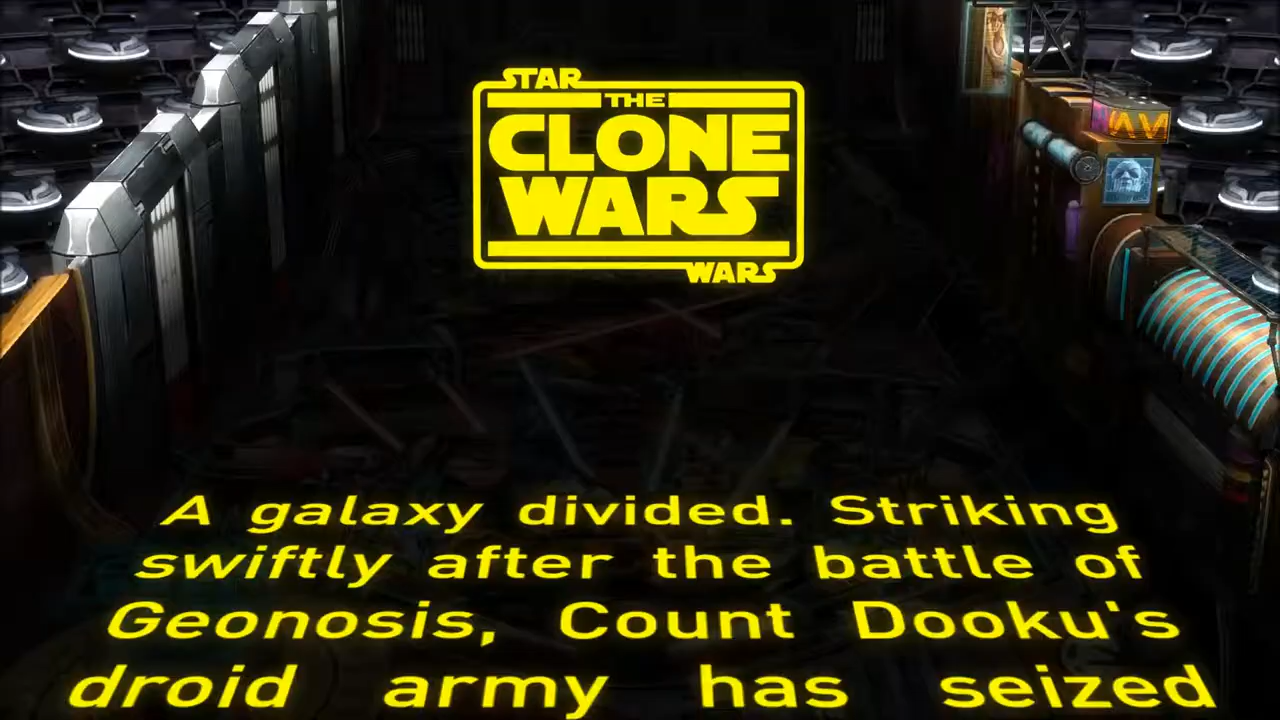 STAR
THE
CLONE
WARS
WARS
A galaxy divided. Striking
swiftly after the battle of
Geonosis, Count Dooku's
droid army has seized